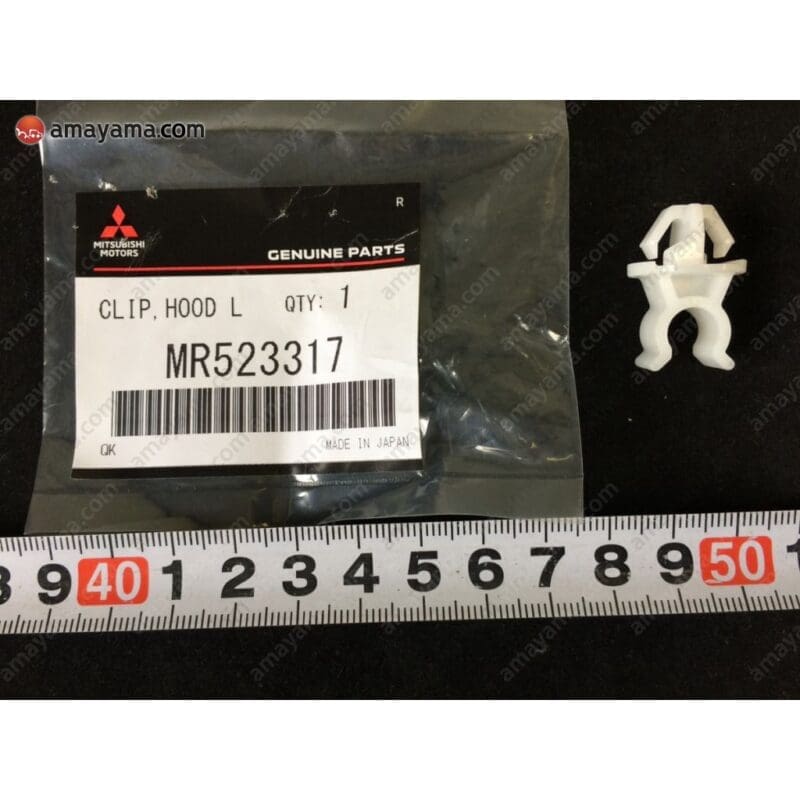 amayama.com
R
MITSUBISHI
MOTORS
GENUINE PARTS
CLIP, HOOD L QTY: 1
MR523317
QK MADE IN JAPAN
8 9 40 1 2 3 4 5 6 7 8 9 50 1